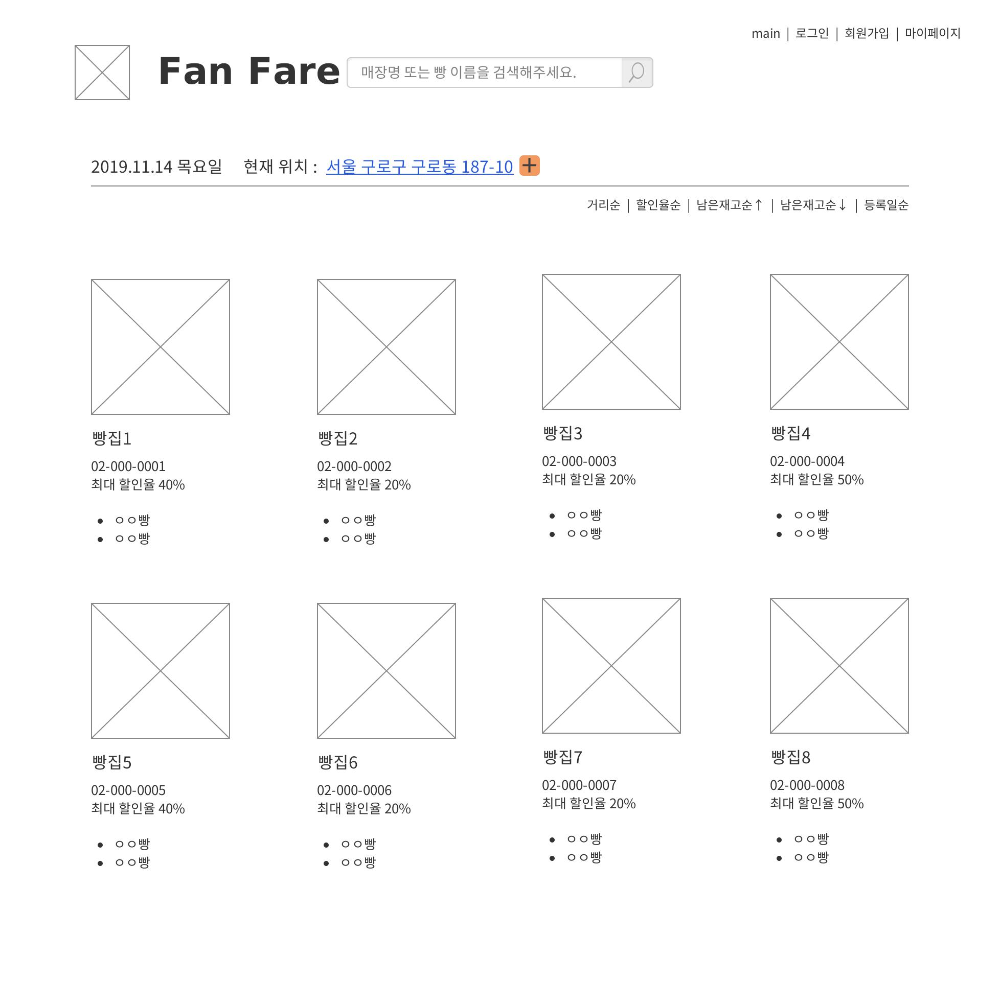 main | 로그인 | 회원가입 | 마이페이지
Fan Fare
매장명 또는 빵 이름을 검색해주세요.
2019.11.14 목요일 현재 위치 : 서울 구로구 구로동 187-10 +
거리순 | 할인율순 | 남은재고순↑ | 남은재고순↓ | 등록일순
빵집1
02-000-0001
최대 할인율 40%
• ㅇㅇ빵
• ㅇㅇ빵
빵집2
02-000-0002
최대 할인율 20%
• ㅇㅇ빵
• ㅇㅇ빵
빵집3
02-000-0003
최대 할인율 20%
• ㅇㅇ빵
• ㅇㅇ빵
빵집4
02-000-0004
최대 할인율 50%
• ㅇㅇ빵
• ㅇㅇ빵
빵집5
02-000-0005
최대 할인율 40%
• ㅇㅇ빵
• ㅇㅇ빵
빵집6
02-000-0006
최대 할인율 20%
• ㅇㅇ빵
• ㅇㅇ빵
빵집7
02-000-0007
최대 할인율 20%
• ㅇㅇ빵
• ㅇㅇ빵
빵집8
02-000-0008
최대 할인율 50%
• ㅇㅇ빵
• ㅇㅇ빵